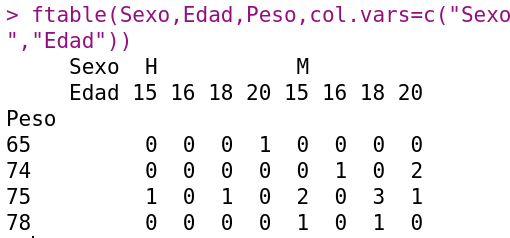 > ftable(Sexo,Edad,Peso,col.vars=c("Sexo
","Edad"))
     Sexo  H           M
     Edad 15 16 18 20 15 16 18 20
Peso
65         0  0  0  1  0  0  0  0
74         0  0  0  0  0  1  0  2
75         1  0  1  0  2  0  3  1
78         0  0  0  0  1  0  1  0